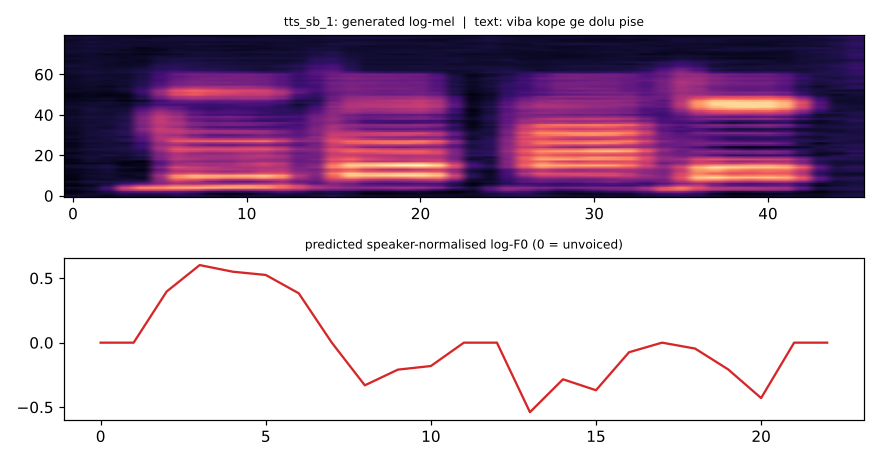 tts_sb_1: generated log-mel | text: viba kope ge dolu pise
60
40
20
0
0 10 20 30 40
predicted speaker-normalised log-F0 (0 = unvoiced)
0.5
0.0
−0.5
0 5 10 15 20